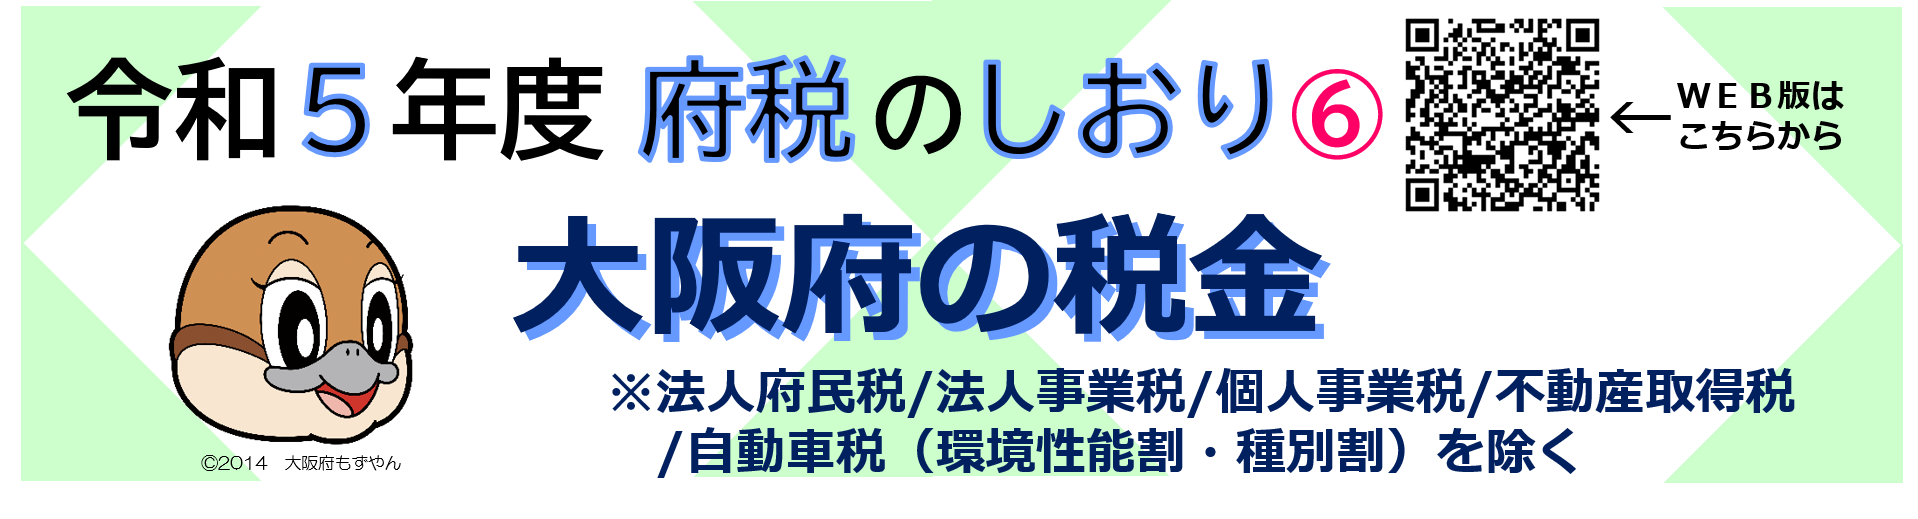 令和５年度 府税のしおり⑥
←ＷＥＢ版は
こちらから
大阪府の税金
※法人府民税/法人事業税/個人事業税/不動産取得税
/自動車税（環境性能割・種別割）を除く
©2014 大阪府もずやん